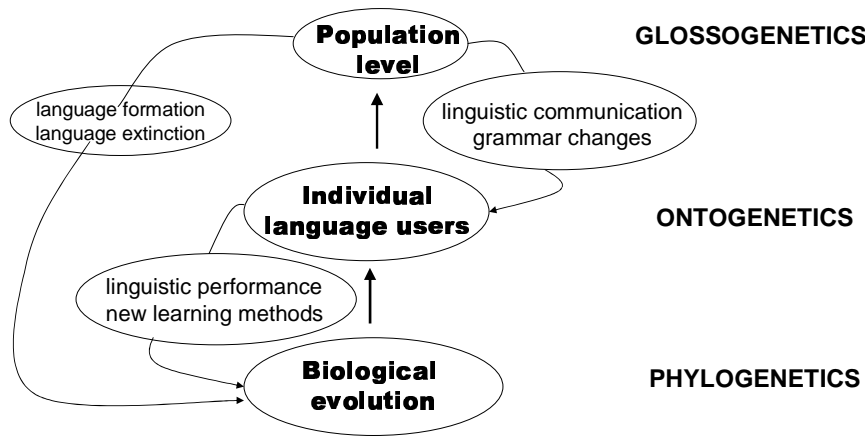 Population
level
GLOSSOGENETICS
language formation
language extinction
linguistic communication
grammar changes
Individual
language users
ONTOGENETICS
linguistic performance
new learning methods
Biological
evolution
PHYLOGENETICS